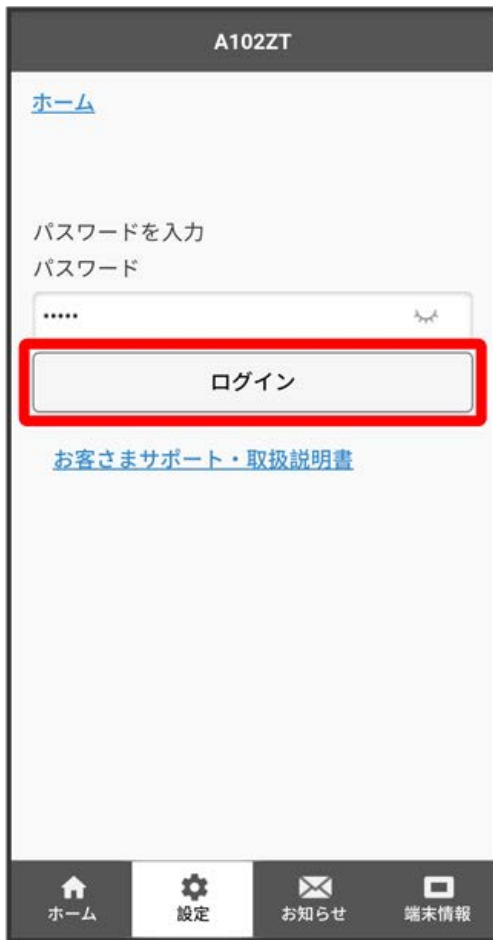 A102ZT
ホーム
パスワードを入力
パスワード
•••••
ログイン
お客さまサポート・取扱説明書
ホーム
設定
お知らせ
端末情報